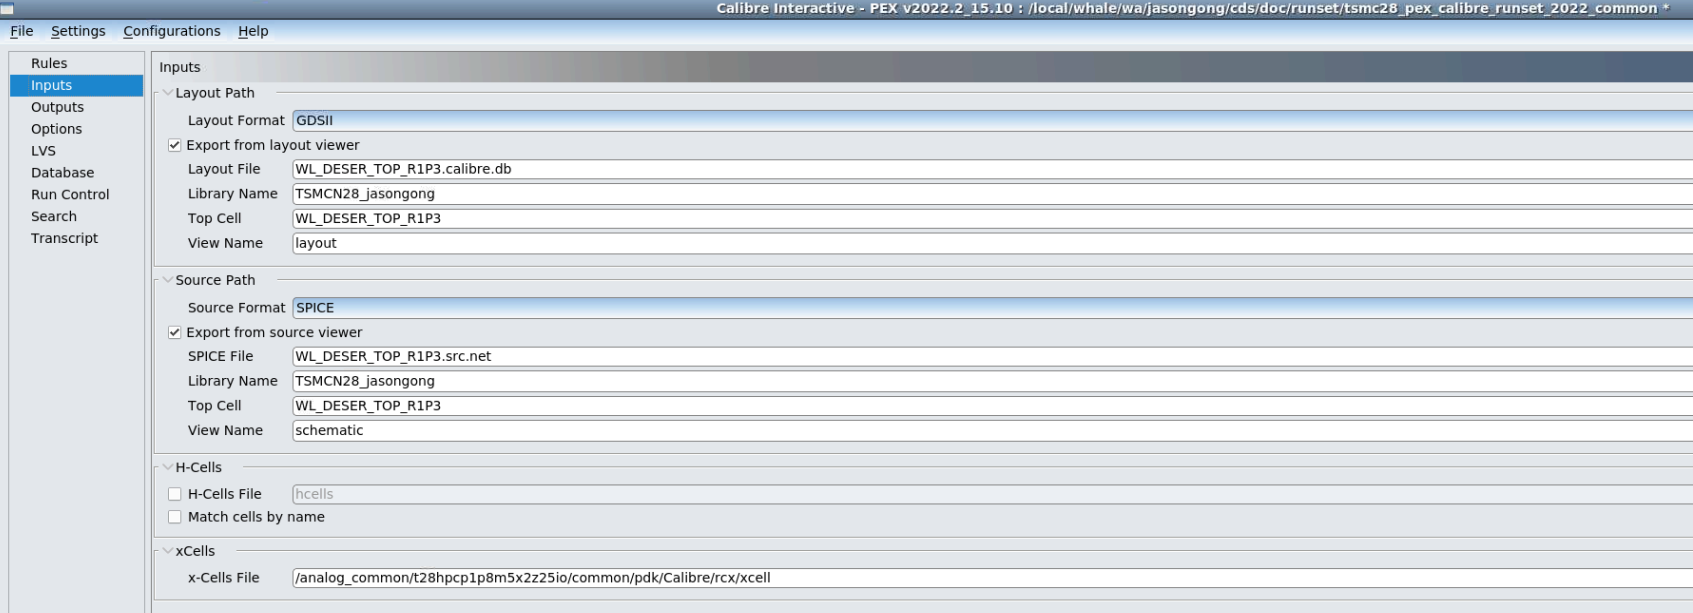 Calibre Interactive - PEX v2022.2_15.10 : /local/whale/wa/jasongong/cds/doc/runset/tsmc28_pex_calibre_runset_2022_common *
File Settings Configurations Help
Rules
Inputs
Outputs
Options
LVS
Database
Run Control
Search
Transcript
Inputs
Layout Path
Layout Format GDSII
Export from layout viewer
Layout File WL_DESER_TOP_R1P3.calibre.db
Library Name TSMCN28_jasongong
Top Cell WL_DESER_TOP_R1P3
View Name layout
Source Path
Source Format SPICE
Export from source viewer
SPICE File WL_DESER_TOP_R1P3.src.net
Library Name TSMCN28_jasongong
Top Cell WL_DESER_TOP_R1P3
View Name schematic
H-Cells
H-Cells File hcells
Match cells by name
xCells
x-Cells File /analog_common/t28hpcp1p8m5x2z25io/common/pdk/Calibre/rcx/xcell